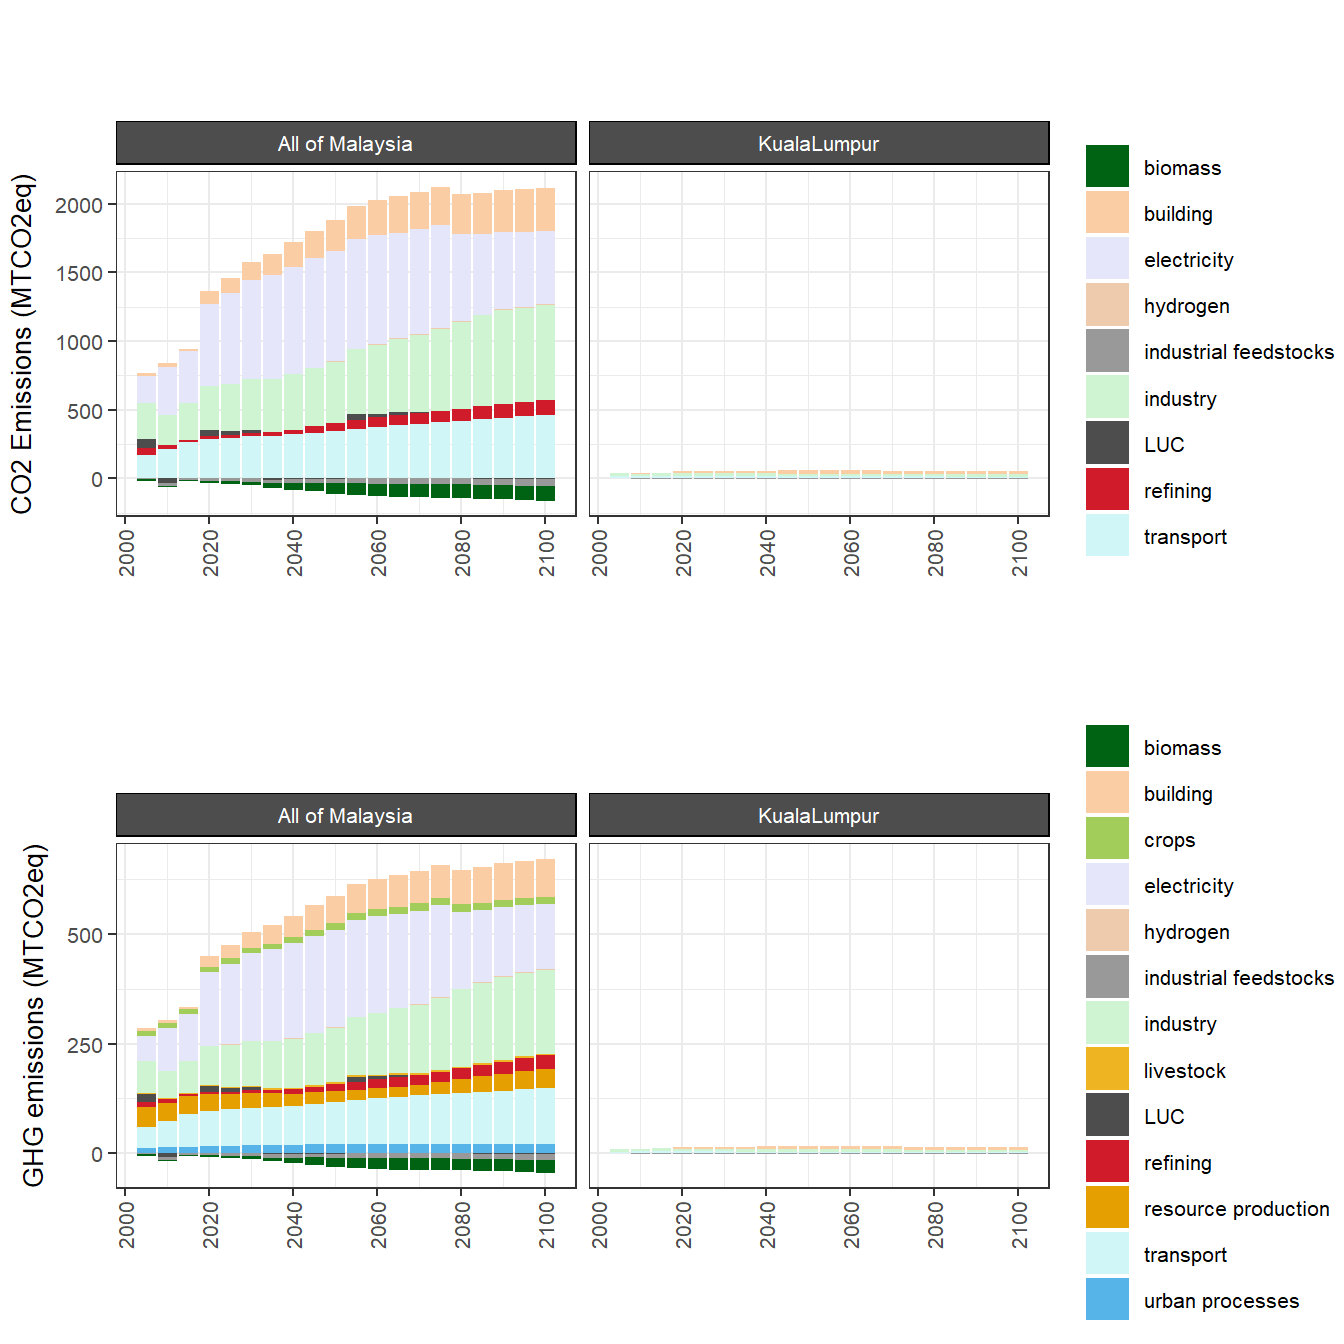 All of Malaysia
KualaLumpur
CO2 Emissions (MTCO2eq)
2000
1500
1000
500
0
2000
2020
2040
2060
2080
2100
2000
2020
2040
2060
2080
2100
biomass
building
electricity
hydrogen
industrial feedstocks
industry
LUC
refining
transport
All of Malaysia
KualaLumpur
GHG emissions (MTCO2eq)
500
250
0
2000
2020
2040
2060
2080
2100
2000
2020
2040
2060
2080
2100
biomass
building
crops
electricity
hydrogen
industrial feedstocks
industry
livestock
LUC
refining
resource production
transport
urban processes